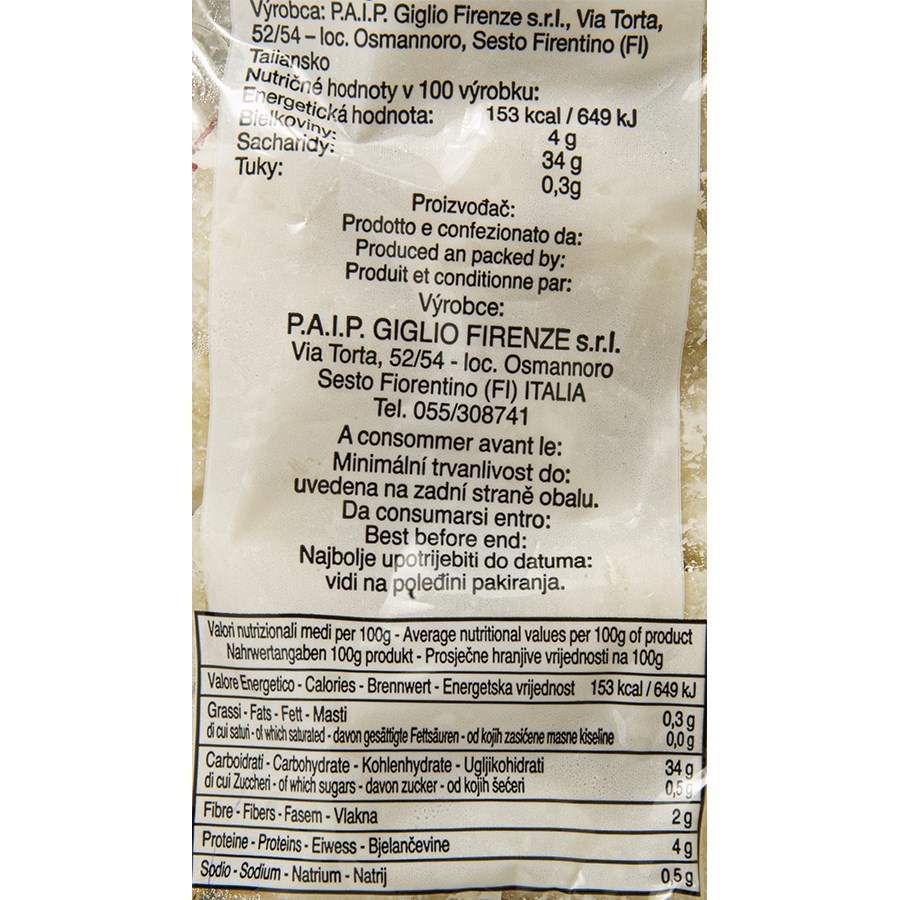 Výrobca: P.A.I.P. Giglio Firenze s.r.l., Via Torta,
52/54 – loc. Osmannoro, Sesto Firentino (FI)
Taliansko
Nutričné hodnoty v 100 výrobku:
Energetická hodnota: 153 kcal / 649 kJ
Bielkoviny: 4 g
Sacharidy: 34 g
Tuky: 0,3g
Proizvođač:
Prodotto e confezionato da:
Produced an packed by:
Produit et conditionne par:
Výrobce:
P.A.I.P. GIGLIO FIRENZE s.r.l.
Via Torta, 52/54 - loc. Osmannoro
Sesto Fiorentino (FI) ITALIA
Tel. 055/308741
A consommer avant le:
Minimální trvanlivost do:
uvedena na zadní straně obalu.
Da consumarsi entro:
Best before end:
Najbolje upotrijebiti do datuma:
vidi na poleđini pakiranja.
Valori nutrizionali medi per 100g - Average nutritional values per 100g of product
Nahrwertangaben 100g produkt - Prosječne hranjive vrijednosti na 100g
Valore Energetico - Calories - Brennwert - Energetska vrijednost 153 kcal / 649 kJ
Grassi - Fats - Fett - Masti 0,3 g
di cui saturi - of which saturated - davon gesättigte Fettsäuren - od kojih zasićene masne kiseline 0,0 g
Carboidrati - Carbohydrate - Kohlenhydrate - Ugljikohidrati 34 g
di cui Zuccheri - of which sugars - davon zucker - od kojih šećeri 0,5 g
Fibre - Fibers - Fasern - Vlakna 2 g
Proteine - Proteins - Eiwess - Bjelančevine 4 g
Sodio - Sodium - Natrium - Natrij 0,5 g